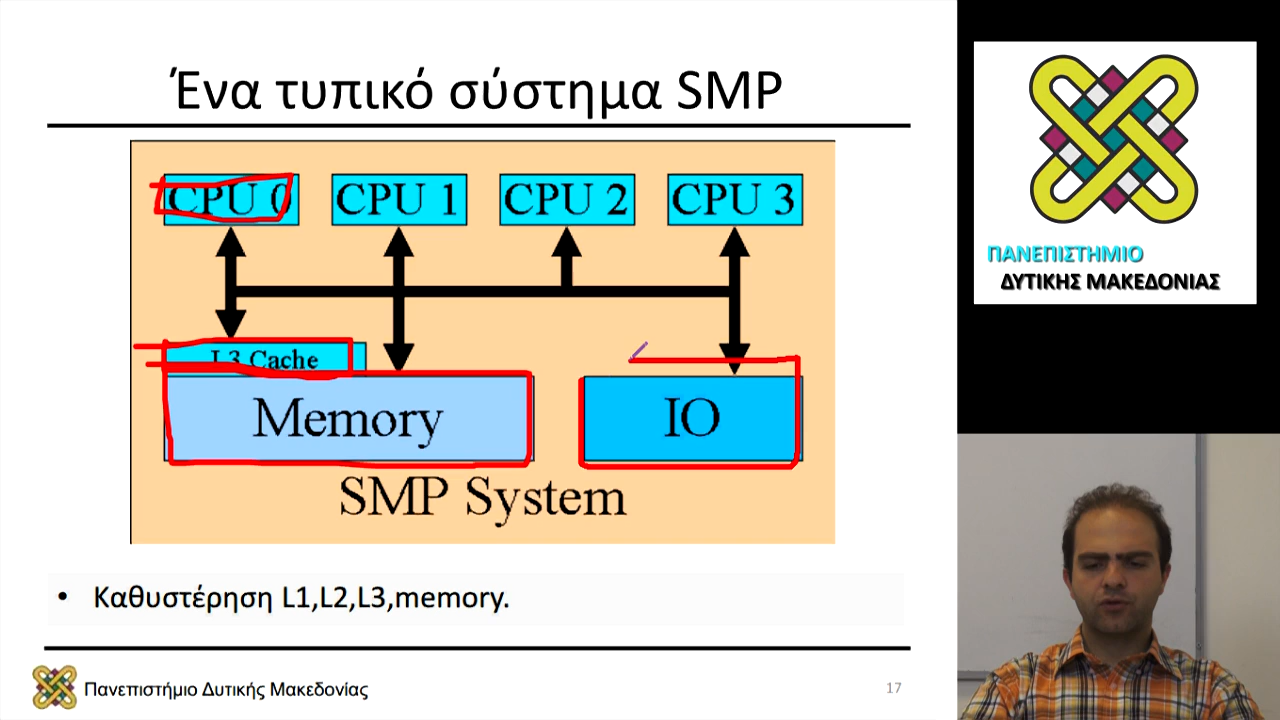 Ένα τυπικό σύστημα SMP
CPU 0
CPU 1
CPU 2
CPU 3
L3 Cache
Memory
IO
SMP System
• Καθυστέρηση L1,L2,L3,memory.
Πανεπιστήμιο Δυτικής Μακεδονίας
17
ΠΑΝΕΠΙΣΤΗΜΙΟ
ΔΥΤΙΚΗΣ ΜΑΚΕΔΟΝΙΑΣ